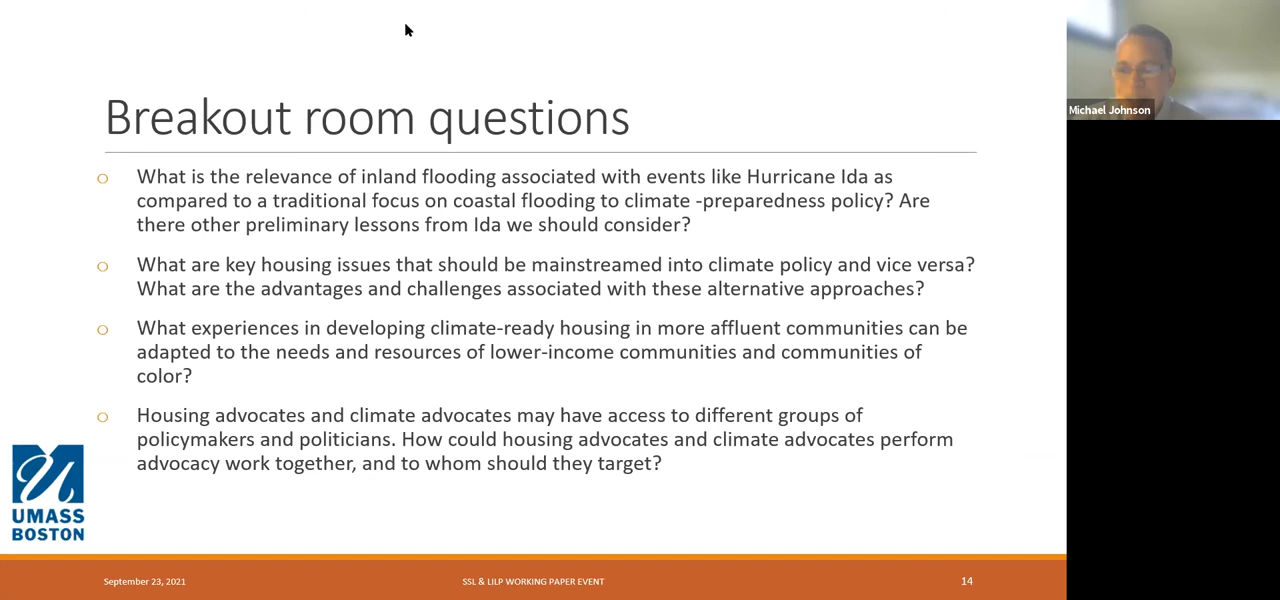 Breakout room questions
o What is the relevance of inland flooding associated with events like Hurricane Ida as
compared to a traditional focus on coastal flooding to climate -preparedness policy? Are
there other preliminary lessons from Ida we should consider?
o What are key housing issues that should be mainstreamed into climate policy and vice versa?
What are the advantages and challenges associated with these alternative approaches?
o What experiences in developing climate-ready housing in more affluent communities can be
adapted to the needs and resources of lower-income communities and communities of
color?
o Housing advocates and climate advocates may have access to different groups of
policymakers and politicians. How could housing advocates and climate advocates perform
advocacy work together, and to whom should they target?
UMASS
BOSTON
September 23, 2021
SSL & LILP WORKING PAPER EVENT
14
Michael Johnson